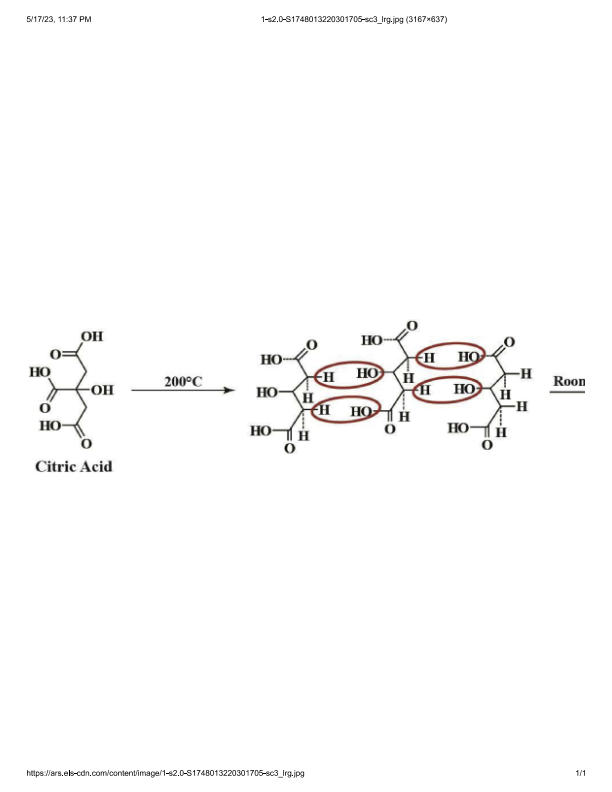 5/17/23, 11:37 PM
1-s2.0-S1748013220301705-sc3_lrg.jpg (3167×637)
OH
O
HO
OH
O
HO
O
Citric Acid
200°C
HO
O
H
HO
H
H
HO
H
O
HO
O
H
HO
H
H
HO
H
O
HO
O
H
HO
H
H
HO
H
O
Roon
https://ars.els-cdn.com/content/image/1-s2.0-S1748013220301705-sc3_lrg.jpg
1/1